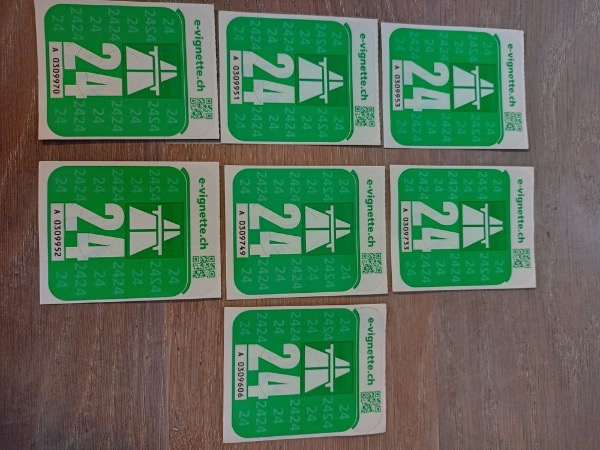 e-vignette.ch
24
A 0309970
e-vignette.ch
24
A 0309951
e-vignette.ch
24
A 0309953
e-vignette.ch
24
A 0309952
e-vignette.ch
24
A 0309749
e-vignette.ch
24
A 0309733
e-vignette.ch
24
A 0309606